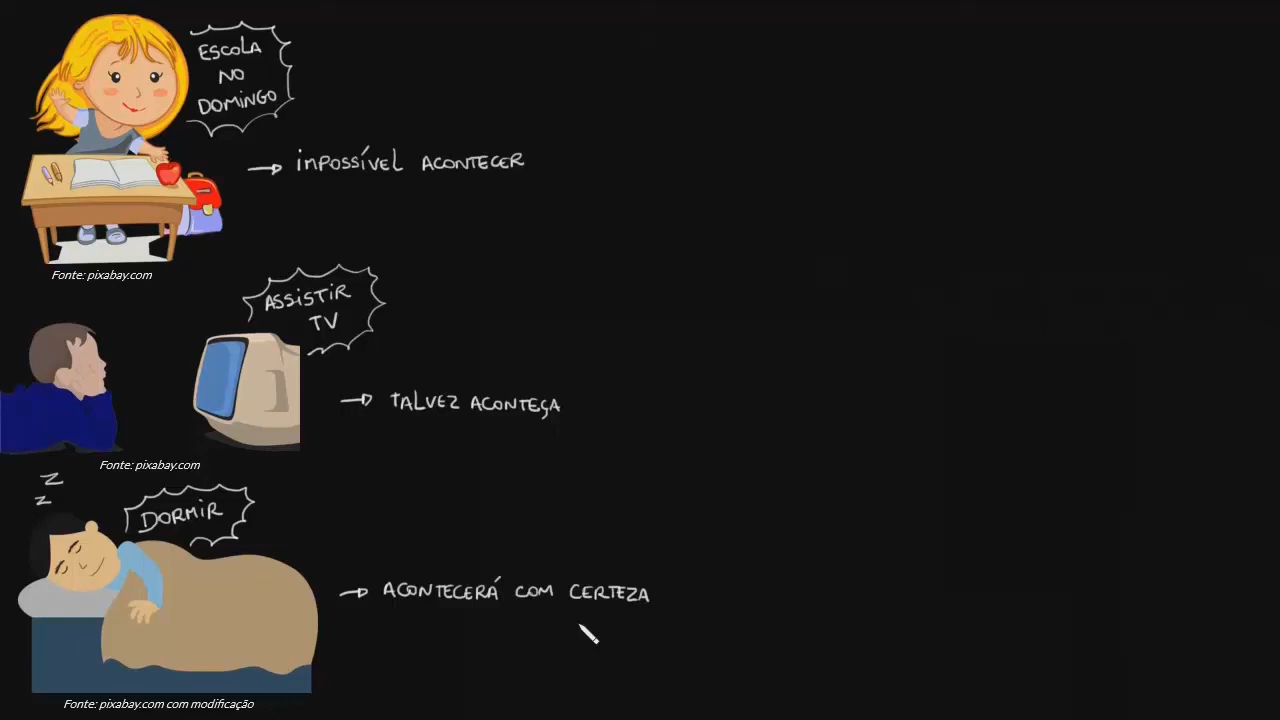 ESCOLA
NO
DOMINGO
→ INPOSSÍVEL ACONTECER
Fonte: pixabay.com
ASSISTIR
TV
→ TALVEZ ACONTEÇA
Fonte: pixabay.com
Z
Z
DORMIR
→ ACONTECERÁ COM CERTEZA
Fonte: pixabay.com com modificação